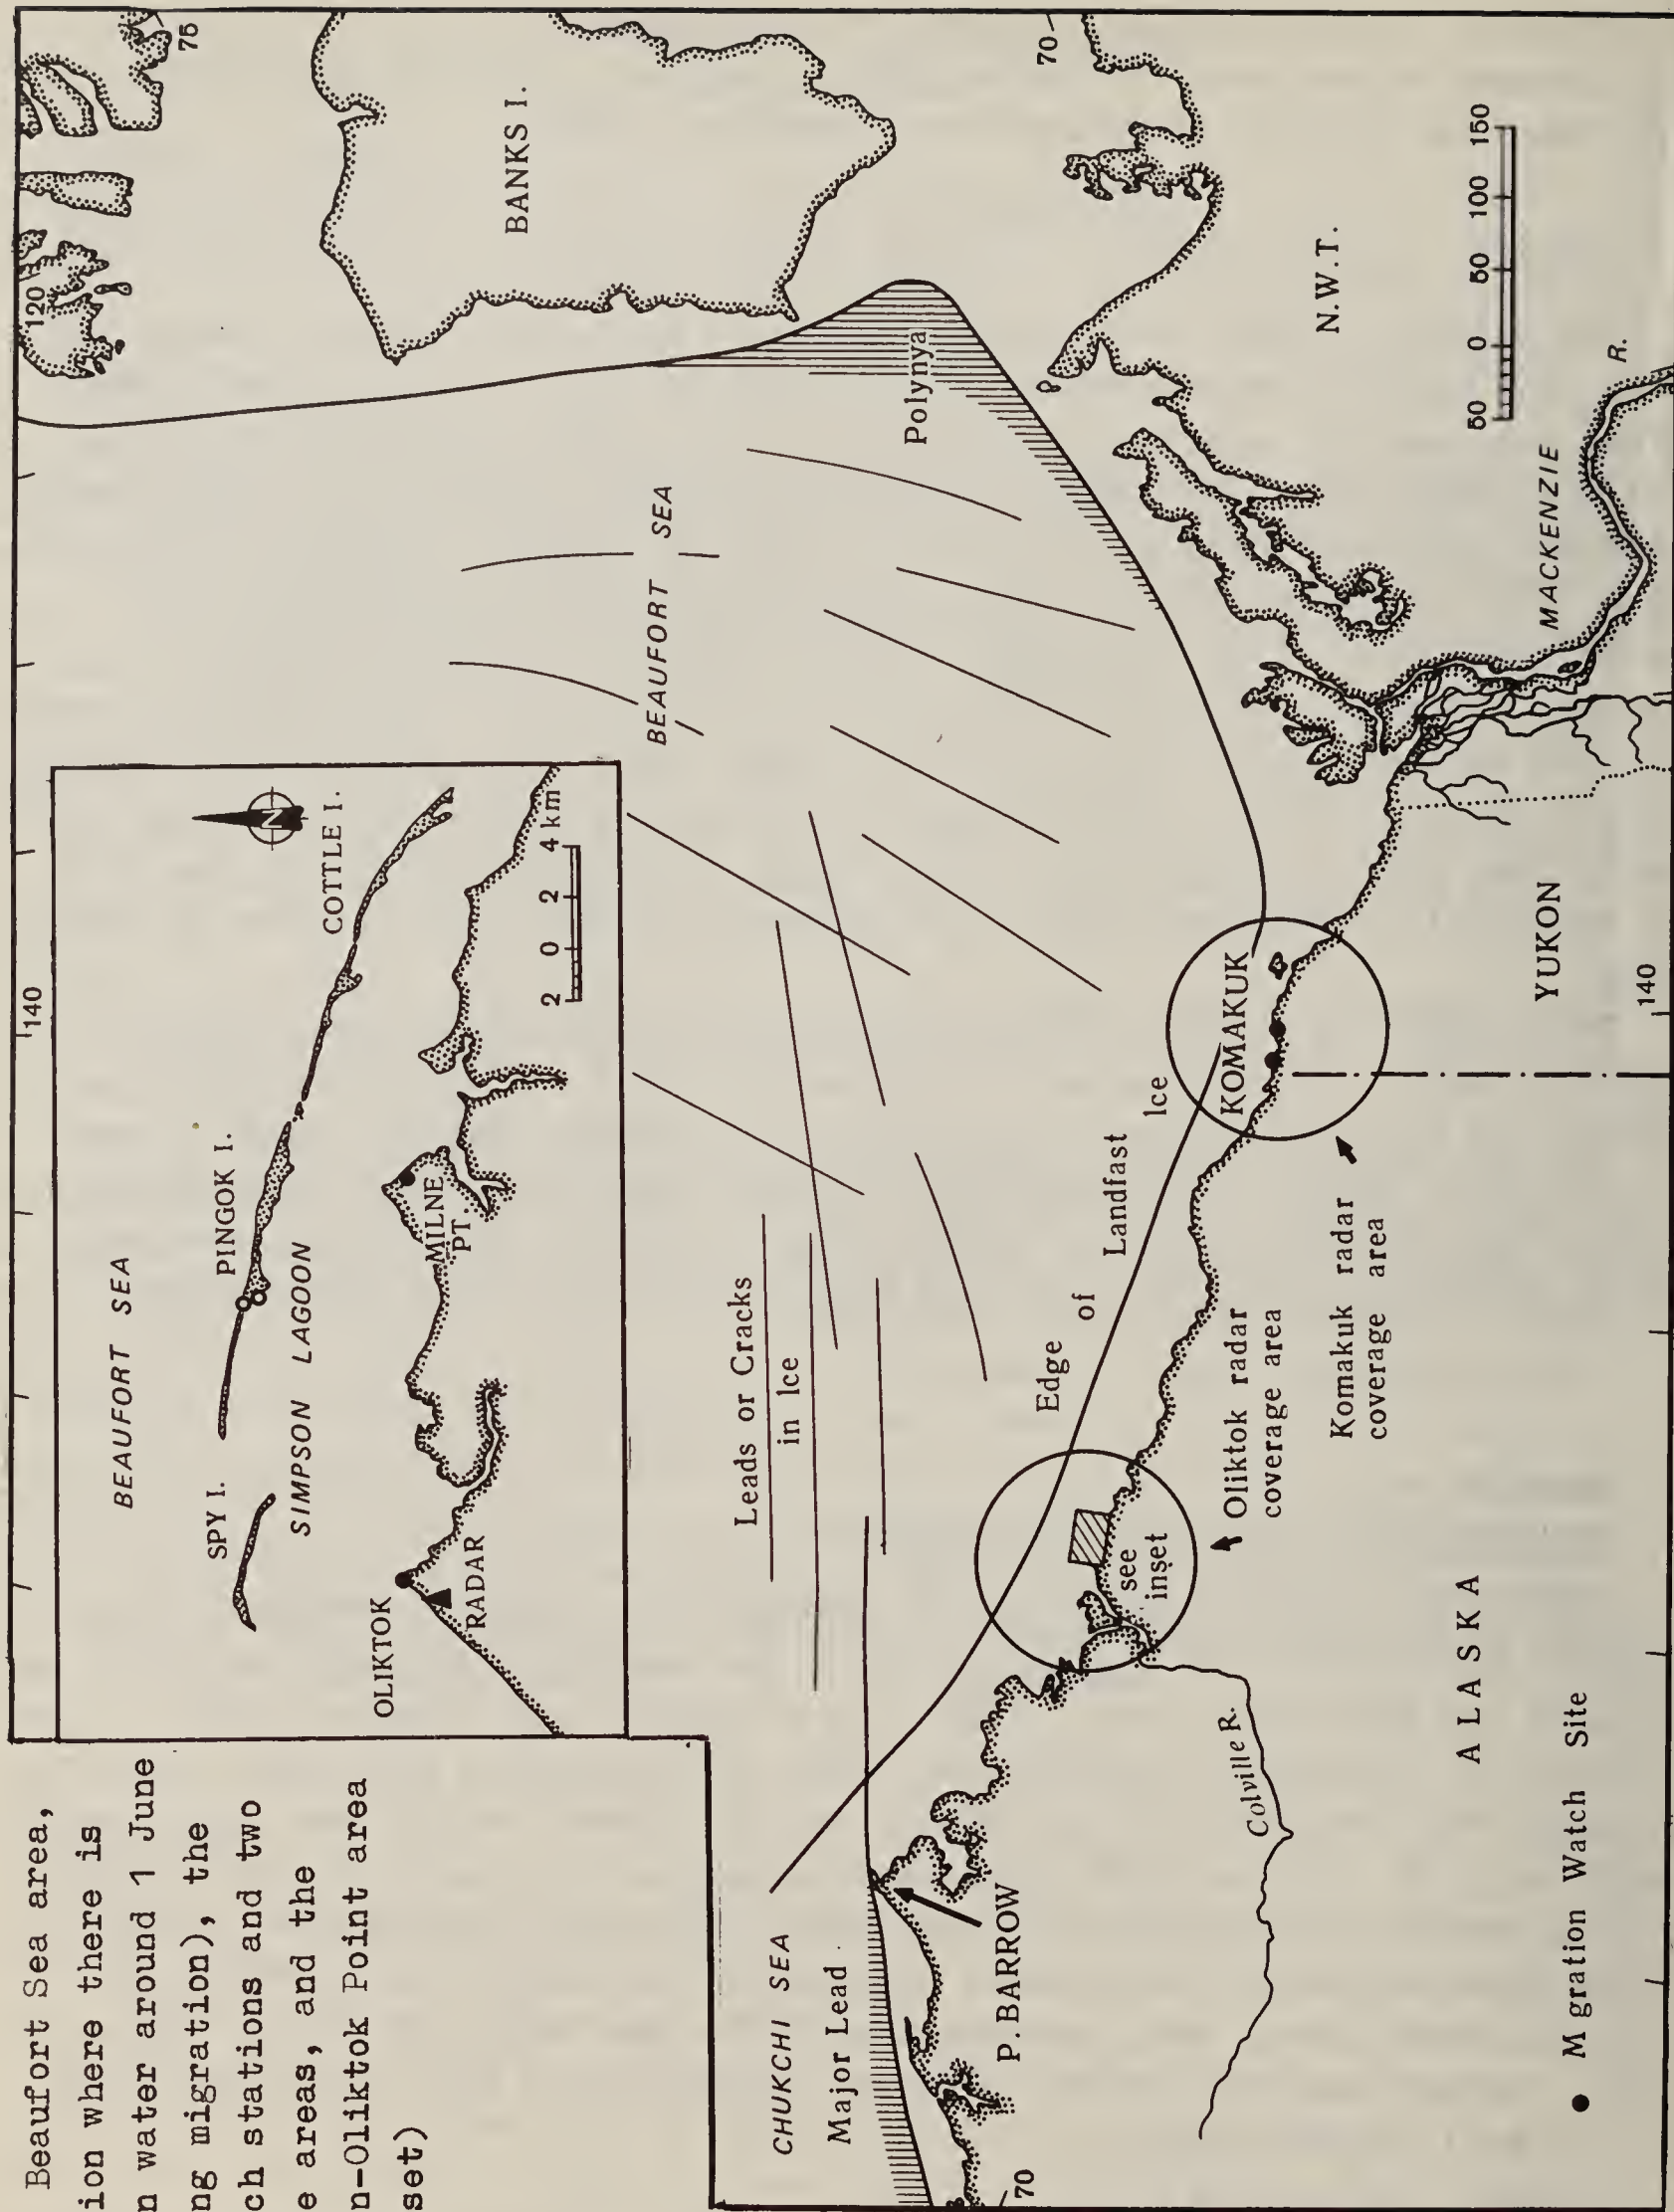 Beaufort Sea area,
ion where there is
n water around 1 June
ng migration), the
ch stations and two
e areas, and the
n-Oliktok Point area
set)
140
BEAUFORT SEA
SPY I.
PINGOK I.
COTTLE I.
N
SIMPSON LAGOON
OLIKTOK
RADAR
MILNE
PT.
2 0 2 4 km
120
75
BANKS I.
BEAUFORT SEA
Polynya
70
CHUKCHI SEA
Major Lead
P. BARROW
70
Leads or Cracks
in Ice
Edge of Landfast Ice
see
inset
Oliktok radar
coverage area
KOMAKUK
Komakuk radar
coverage area
Colville R.
ALASKA
YUKON
140
MACKENZIE R.
N.W.T.
50 0 50 100 150
M gration Watch Site